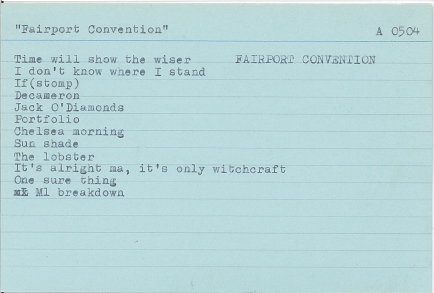 "Fairport Convention" A 0504
Time will show the wiser FAIRPORT CONVENTION
I don't know where I stand
If(stomp)
Decameron
Jack O'Diamonds
Portfolio
Chelsea morning
Sun shade
The lobster
It's alright ma, it's only witchcraft
One sure thing
M1 breakdown